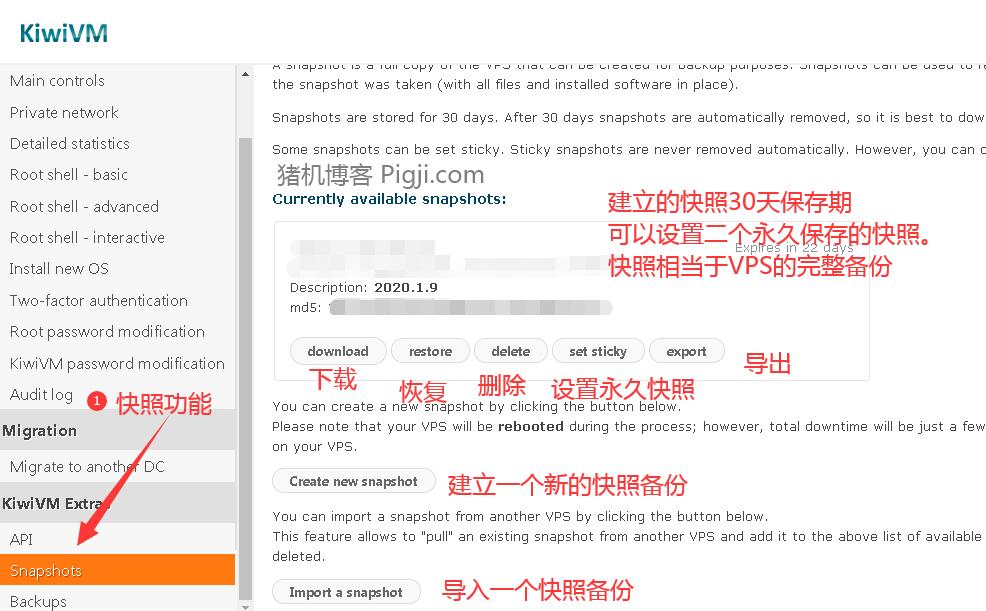 KiwiVM
Main controls
Private network
Detailed statistics
Root shell - basic
Root shell - advanced
Root shell - interactive
Install new OS
Two-factor authentication
Root password modification
KiwiVM password modification
Audit log
1 快照功能
Migration
Migrate to another DC
KiwiVM Extras
API
Snapshots
Backups
A snapshot is a full copy of the VPS that can be created for backup purposes. Snapshots can be used to
the snapshot was taken (with all files and installed software in place).
Snapshots are stored for 30 days. After 30 days snapshots are automatically removed, so it is best to
Some snapshots can be set sticky. Sticky snapshots are never removed automatically. However, you can
猪机博客 Pigji.com
Currently available snapshots:
建立的快照30天保存期
可以设置二个永久保存的快照。
Expires in 22 days
快照相当于VPS的完整备份
Description: 2020.1.9
md5:
download restore delete set sticky export
下载 恢复 删除 设置永久快照 导出
You can create a new snapshot by clicking the button below.
Please note that your VPS will be rebooted during the process; however, total downtime will be just a few
on your VPS.
Create new snapshot 建立一个新的快照备份
You can import a snapshot from another VPS by clicking the button below.
This feature allows to "pull" an existing snapshot from another VPS and add it to the above list of available
deleted.
Import a snapshot 导入一个快照备份